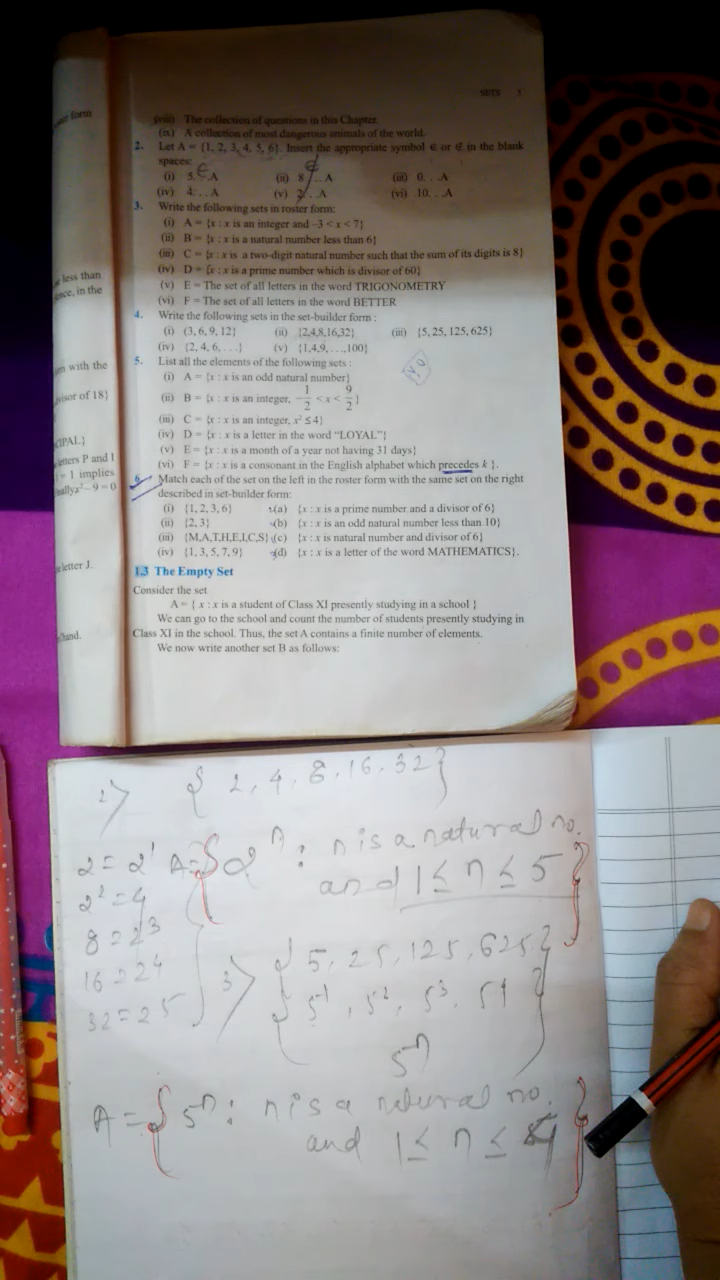 SETS 5
(viii) The collection of questions in this Chapter.
(ix) A collection of most dangerous animals of the world.
2. Let A = {1, 2, 3, 4, 5, 6}. Insert the appropriate symbol ∈ or ∉ in the blank
spaces:
(i) 5.∈.A (ii) 8∉...A (iii) 0. . .A
(iv) 4. . .A (v) 2. . .A (vi) 10. . .A
3. Write the following sets in roster form:
(i) A = {x : x is an integer and –3 < x < 7}
(ii) B = {x : x is a natural number less than 6}
(iii) C = {x : x is a two-digit natural number such that the sum of its digits is 8}
(iv) D = {x : x is a prime number which is divisor of 60}
(v) E = The set of all letters in the word TRIGONOMETRY
(vi) F = The set of all letters in the word BETTER
4. Write the following sets in the set-builder form :
(i) (3, 6, 9, 12} (ii) {2,4,8,16,32} (iii) {5, 25, 125, 625}
(iv) {2, 4, 6, . . .} (v) {1,4,9, . . .,100}
5. List all the elements of the following sets :
(i) A = {x : x is an odd natural number}
(ii) B = {x : x is an integer, –1/2 < x < 9/2}
(iii) C = {x : x is an integer, x² ≤ 4}
(iv) D = {x : x is a letter in the word “LOYAL”}
(v) E = {x : x is a month of a year not having 31 days}
(vi) F = {x : x is a consonant in the English alphabet which precedes k }.
6. Match each of the set on the left in the roster form with the same set on the right
described in set-builder form:
(i) {1, 2, 3, 6} (a) {x : x is a prime number and a divisor of 6}
(ii) {2, 3} (b) {x : x is an odd natural number less than 10}
(iii) {M,A,T,H,E,I,C,S} (c) {x : x is natural number and divisor of 6}
(iv) {1, 3, 5, 7, 9} (d) {x : x is a letter of the word MATHEMATICS}.
1.3 The Empty Set
Consider the set
A = { x : x is a student of Class XI presently studying in a school }
We can go to the school and count the number of students presently studying in
Class XI in the school. Thus, the set A contains a finite number of elements.
We now write another set B as follows:
form
less than
in the
with the
of 18}
CIPAL}
letters P and I
= 1 implies
x² – 9 = 0
letter J.
hand.
{ 2, 4, 8, 16, 32}
2 = 2¹ A = { 2ⁿ : n is a natural no.
2² = 4 and 1 ≤ n ≤ 5 }
8 = 23
16 = 24
32 = 25
3> { 5, 25, 125, 625}
{ 5¹, 5², 5³, 54 }
5ⁿ
A = { 5ⁿ : n is a natural no.
and 1 ≤ n ≤ 4 }